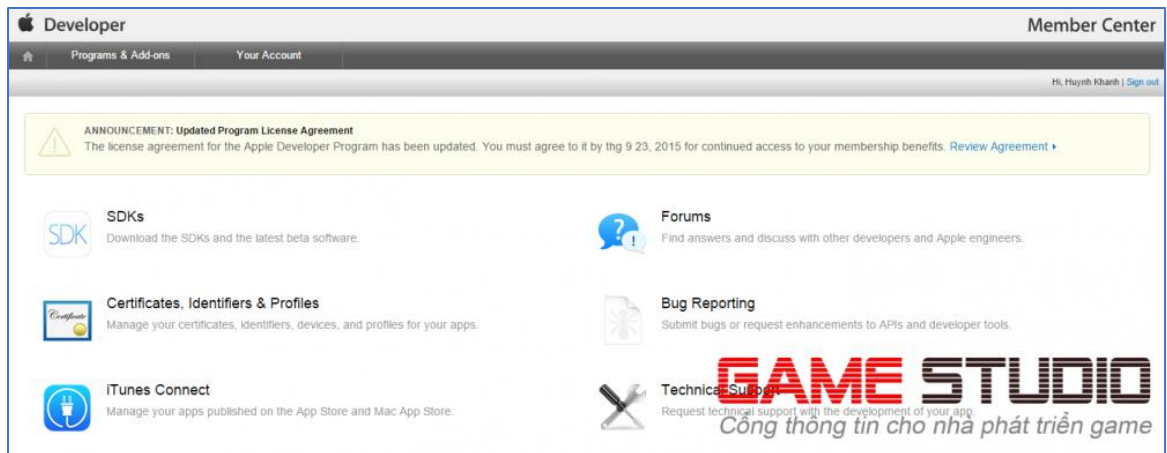 Developer
Member Center
Programs & Add-ons
Your Account
Hi, Huynh Khanh | Sign out
ANNOUNCEMENT: Updated Program License Agreement
The license agreement for the Apple Developer Program has been updated. You must agree to it by thg 9 23, 2015 for continued access to your membership benefits. Review Agreement
SDK
SDKs
Download the SDKs and the latest beta software.
Forums
Find answers and discuss with other developers and Apple engineers.
Certificate
Certificates, Identifiers & Profiles
Manage your certificates, identifiers, devices, and profiles for your apps.
Bug Reporting
Submit bugs or request enhancements to APIs and developer tools.
iTunes Connect
Manage your apps published on the App Store and Mac App Store.
Technical Support
Request technical support with the development of your app.
GAME STUDIO
Cổng thông tin cho nhà phát triển game